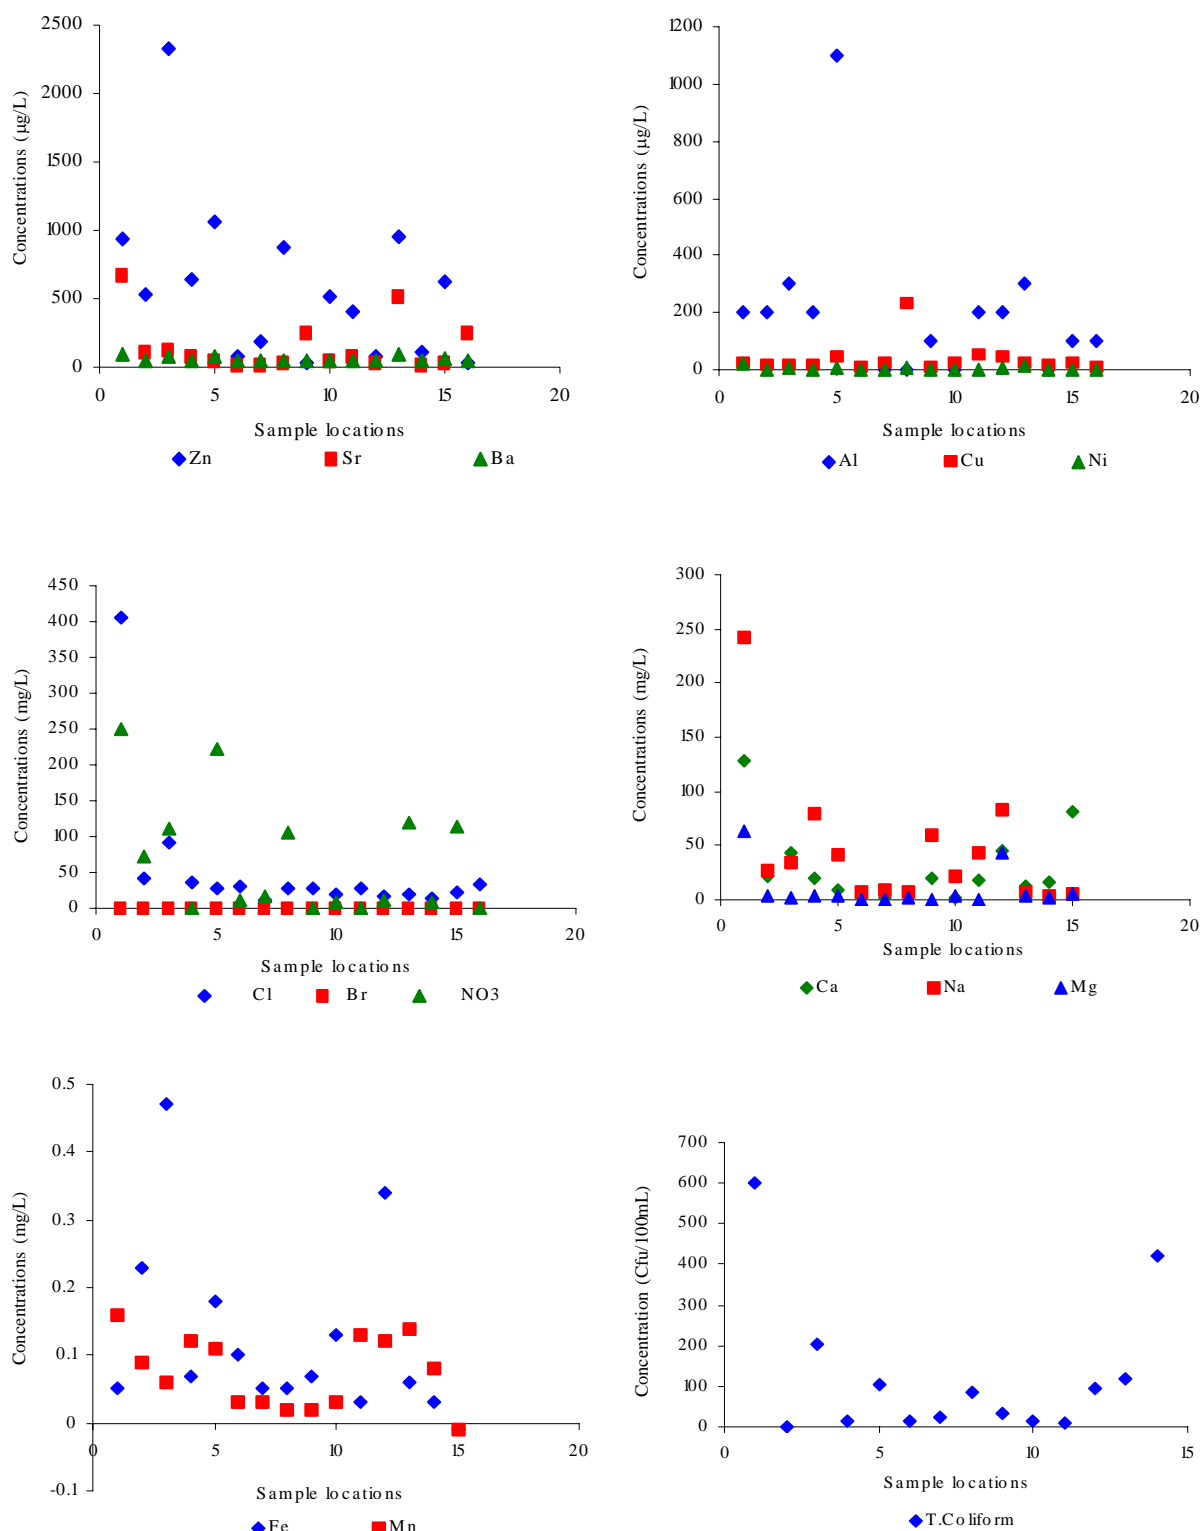 2500
2000
1500
1000
500
0
0 5 10 15 20
Concentrations (µg/L)
Sample locations
Zn Sr Ba
1200
1000
800
600
400
200
0
0 5 10 15 20
Concentrations (µg/L)
Sample locations
Al Cu Ni
450
400
350
300
250
200
150
100
50
0
0 5 10 15 20
Concentrations (mg/L)
Sample locations
Cl Br NO3
300
250
200
150
100
50
0
0 5 10 15 20
Concentrations (mg/L)
Sample locations
Ca Na Mg
0.5
0.4
0.3
0.2
0.1
0
-0.1
0 5 10 15 20
Concentrations (mg/L)
Sample locations
Fe Mn
700
600
500
400
300
200
100
0
0 5 10 15
Concentration (Cfu/100mL)
Sample locations
T.Coliform